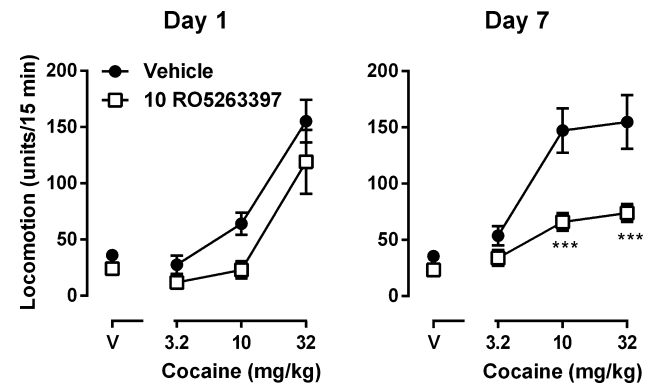 Day 1
Day 7
Locomotion (units/15 min)
200
150
100
50
0
Vehicle
10 RO5263397
V
3.2
10
32
Cocaine (mg/kg)
200
150
100
50
0
***
***
V
3.2
10
32
Cocaine (mg/kg)